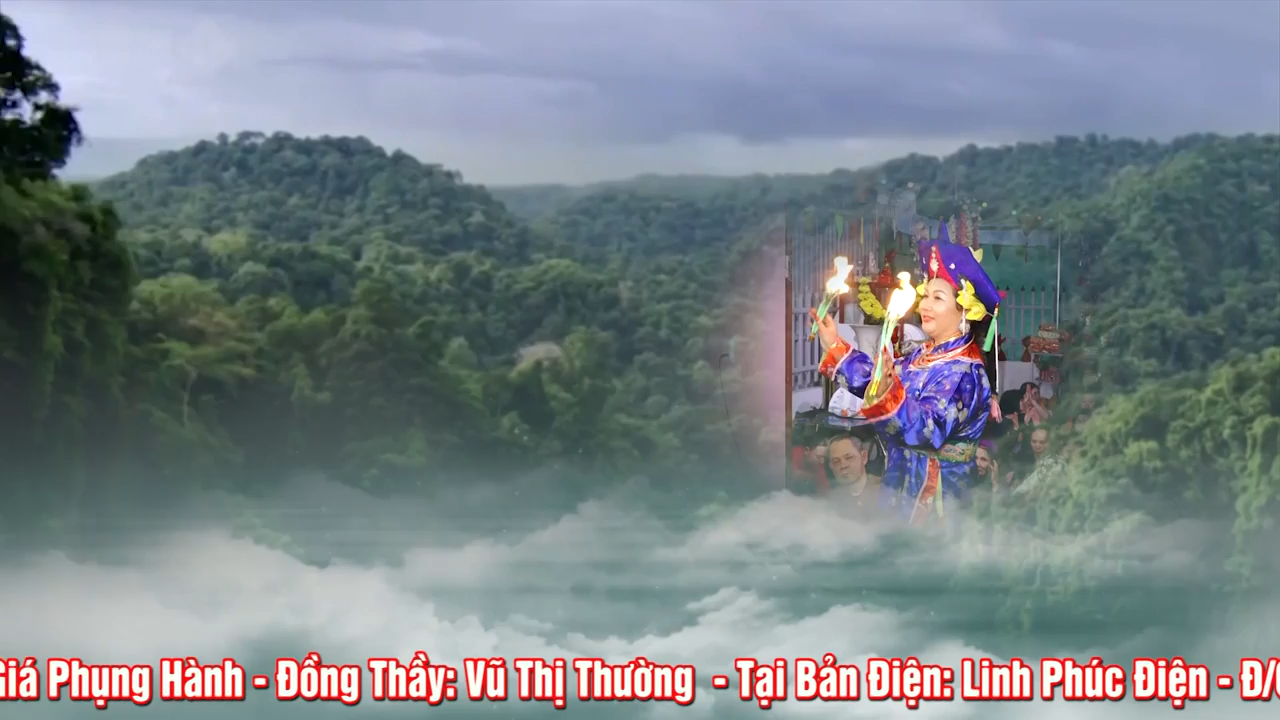 Giá Phụng Hành - Đồng Thầy: Vũ Thị Thường - Tại Bản Điện: Linh Phúc Điện -